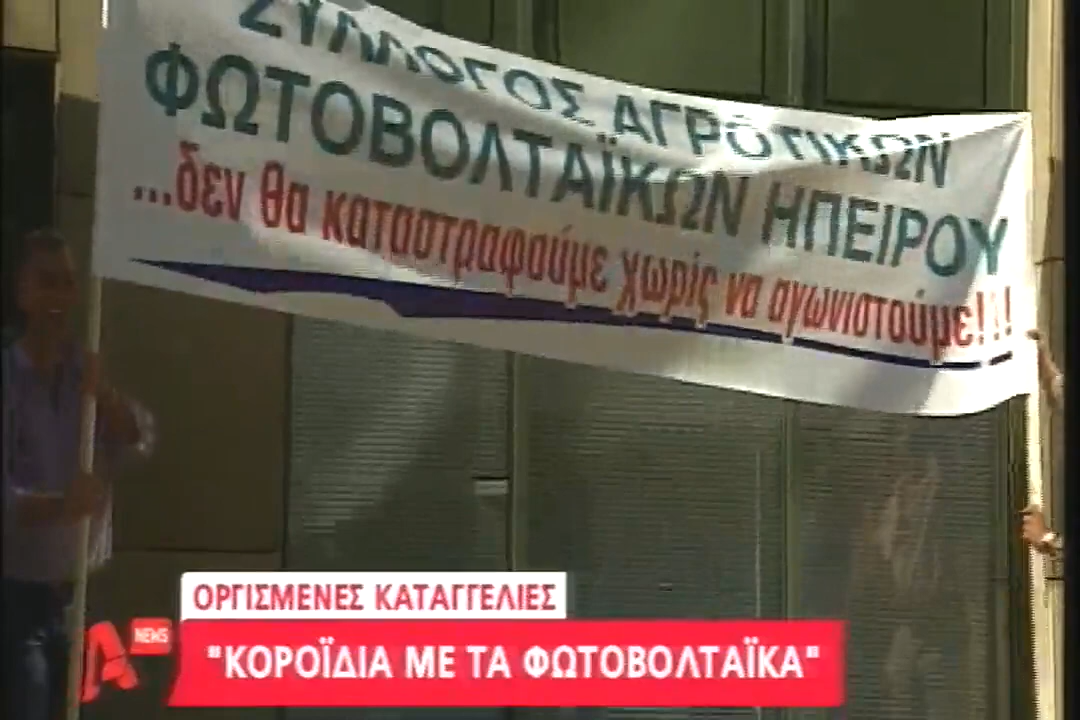 ΣΥΛΛΟΓΟΣ ΑΓΡΟΤΙΚΩΝ
ΦΩΤΟΒΟΛΤΑΪΚΩΝ ΗΠΕΙΡΟΥ
...δεν θα καταστραφούμε χωρίς να αγωνιστούμε!!!
ΟΡΓΙΣΜΕΝΕΣ ΚΑΤΑΓΓΕΛΙΕΣ
A NEWS
"ΚΟΡΟΪΔΙΑ ΜΕ ΤΑ ΦΩΤΟΒΟΛΤΑΪΚΑ"